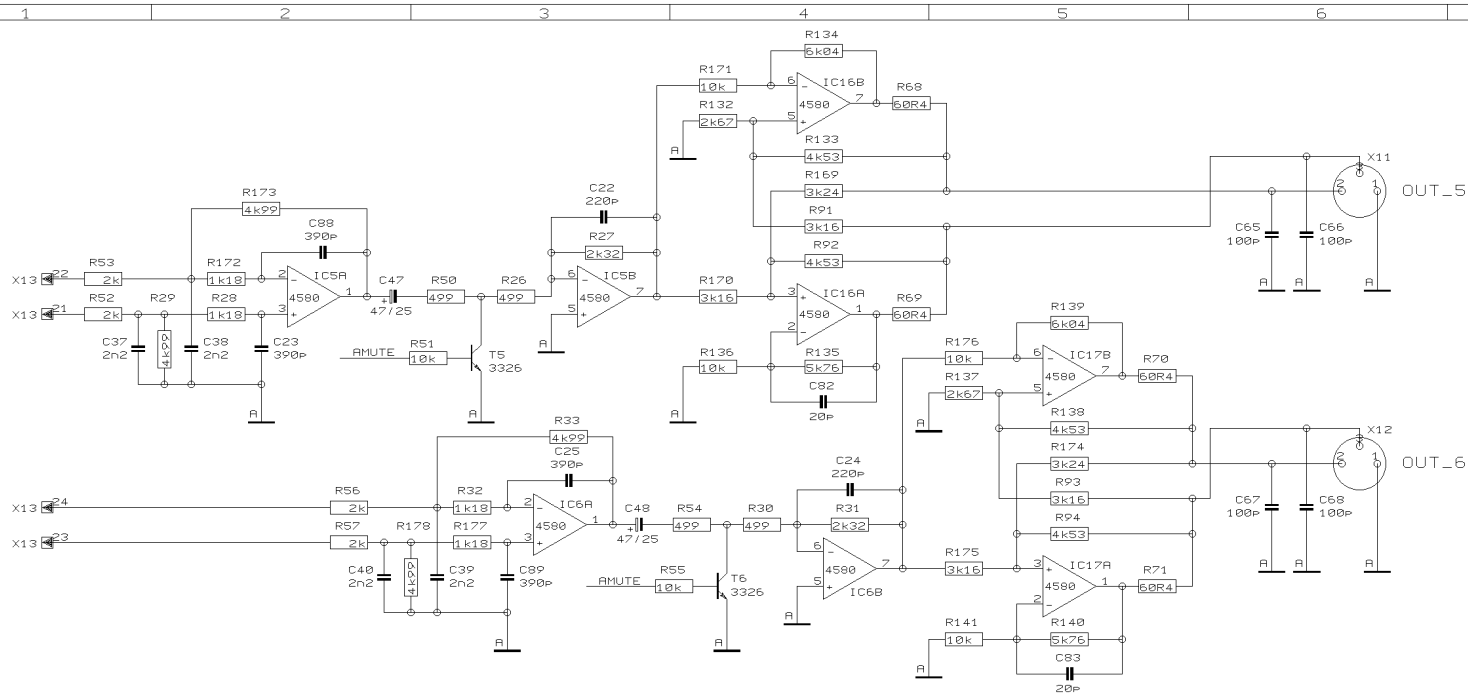 1 2 3 4 5 6
R134
6k04
R171
10k
6
IC16B
4580
7
5
R68
60R4
R132
2k67
A
R133
4k53
R169
3k24
R91
3k16
R92
4k53
X11
3
2
1
OUT_5
C65
100p
C66
100p
A
A
R173
4k99
C88
390p
C22
220p
R27
2k32
X13
22
R53
2k
R172
1k18
2
IC5A
4580
1
3
C47
47/25
R50
499
R26
499
6
IC5B
4580
7
5
A
R170
3k16
3
IC16A
4580
1
2
R69
60R4
X13
21
R52
2k
R29
4k99
R28
1k18
C37
2n2
C38
2n2
C23
390p
A
AMUTE
R51
10k
T5
3326
A
R136
10k
R135
5k76
C82
20p
A
R139
6k04
R176
10k
6
IC17B
4580
7
5
R70
60R4
R137
2k67
A
R138
4k53
R174
3k24
R93
3k16
R94
4k53
X12
3
2
1
OUT_6
C67
100p
C68
100p
A
A
R33
4k99
C25
390p
C24
220p
R31
2k32
X13
24
R56
2k
R32
1k18
2
IC6A
4580
1
3
C48
47/25
R54
499
R30
499
6
4580
7
5
IC6B
A
R175
3k16
3
IC17A
4580
1
2
R71
60R4
X13
23
R57
2k
R178
4k99
R177
1k18
C40
2n2
C39
2n2
C89
390p
A
AMUTE
R55
10k
T6
3326
A
R141
10k
R140
5k76
C83
20p
A